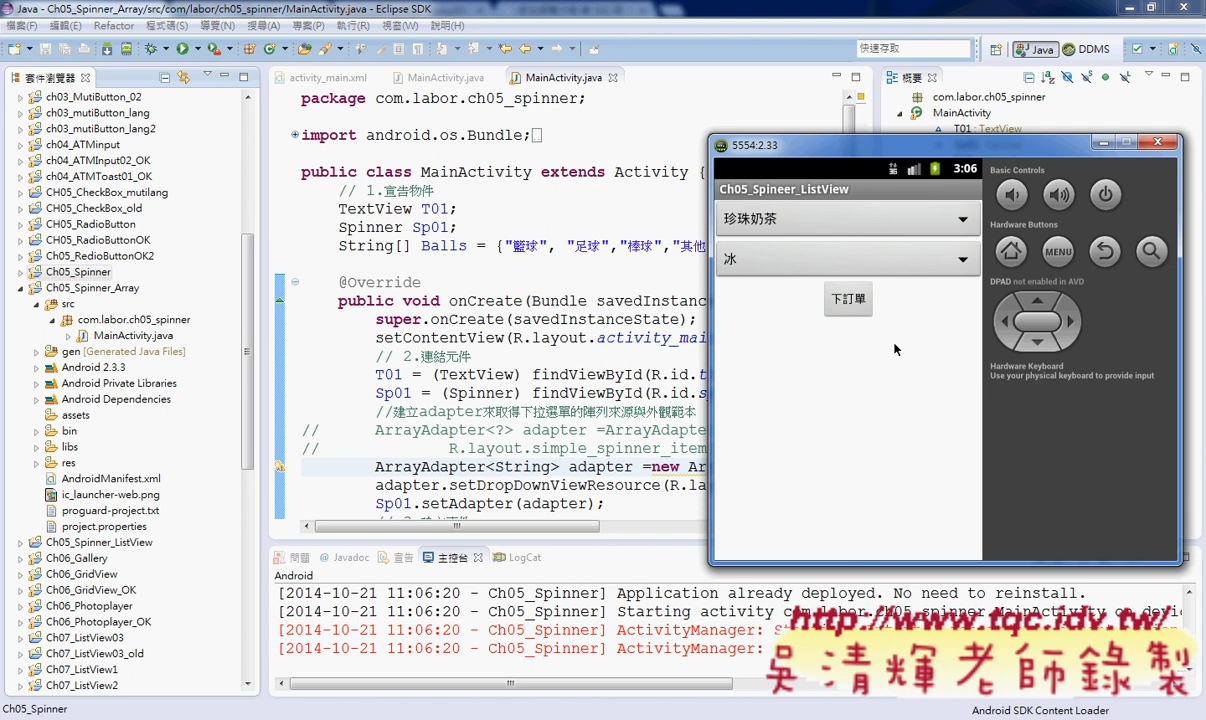 Java - Ch05_Spinner_Array/src/com/labor/ch05_spinner/MainActivity.java - Eclipse SDK
檔案(F) 編輯(E) Refactor 程式碼(S) 導覽(N) 搜尋(A) 專案(P) 執行(R) 視窗(W) 說明(H)
快速存取
Java
DDMS
套件瀏覽器
ch03_MutiButton_02
ch03_mutiButton_lang
ch03_mutiButton_lang2
ch04_ATMinput
ch04_ATMInput02_OK
ch04_ATMToast01_OK
CH05_CheckBox_mutilang
CH05_CheckBox_old
Ch05_RadioButton
Ch05_RadioButtonOK
Ch05_RedioButtonOK2
Ch05_Spinner
Ch05_Spinner_Array
src
com.labor.ch05_spinner
MainActivity.java
gen [Generated Java Files]
Android 2.3.3
Android Private Libraries
Android Dependencies
assets
bin
libs
res
AndroidManifest.xml
ic_launcher-web.png
proguard-project.txt
project.properties
Ch05_Spinner_ListView
Ch06_Gallery
Ch06_GridView
Ch06_GridView_OK
Ch06_Photoplayer
Ch06_Photoplayer_OK
Ch07_ListView03
Ch07_ListView03_old
Ch07_ListView1
Ch07_ListView2
activity_main.xml
MainActivity.java
MainActivity.java
package com.labor.ch05_spinner;
import android.os.Bundle;
public class MainActivity extends Activity {
// 1.宣告物件
TextView T01;
Spinner Sp01;
String[] Balls = {"籃球", "足球","棒球","其他
@Override
public void onCreate(Bundle savedInstanc
super.onCreate(savedInstanceState);
setContentView(R.layout.activity_mai
// 2.連結元件
T01 = (TextView) findViewById(R.id.t
Sp01 = (Spinner) findViewById(R.id.s
//建立adapter來取得下拉選單的陣列來源與外觀範本
// ArrayAdapter<?> adapter =ArrayAdapte
// R.layout.simple_spinner_item
ArrayAdapter<String> adapter =new Ar
adapter.setDropDownViewResource(R.la
Sp01.setAdapter(adapter);
概要
com.labor.ch05_spinner
MainActivity
T01 : TextView
5554:2.33
3:06
Ch05_Spineer_ListView
珍珠奶茶
冰
下訂單
Basic Controls
Hardware Buttons
MENU
DPAD not enabled in AVD
Hardware Keyboard
Use your physical keyboard to provide input
問題 Javadoc 宣告 主控台 LogCat
Android
[2014-10-21 11:06:20 - Ch05_Spinner] Application already deployed. No need to reinstall.
[2014-10-21 11:06:20 - Ch05_Spinner] Starting activity com.labor.ch05_spinner.MainActivity on devic
[2014-10-21 11:06:20 - Ch05_Spinner] ActivityManager: S
[2014-10-21 11:06:20 - Ch05_Spinner] ActivityManager:
http://www.tqc.idv.tw/
吳清輝老師錄製
Ch05_Spinner
Android SDK Content Loader